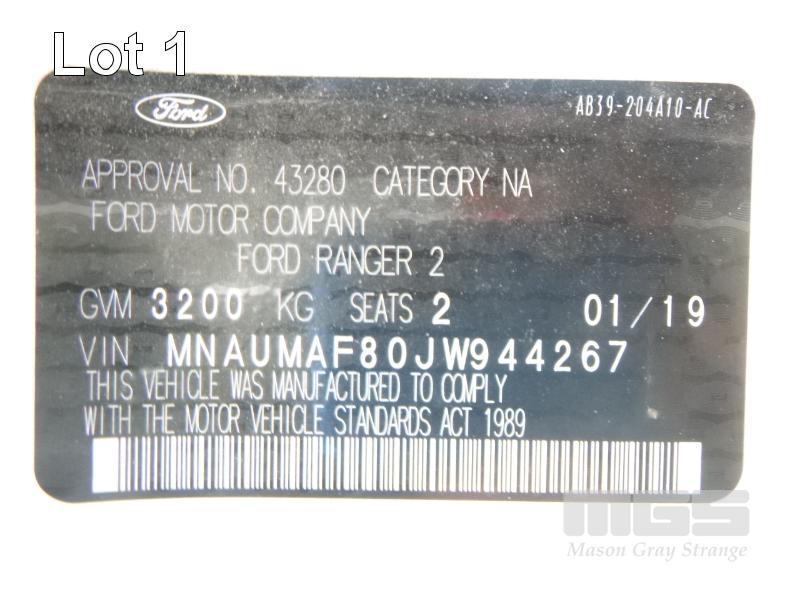 Lot 1
Ford
AB39-204A10-AC
APPROVAL NO. 43280 CATEGORY NA
FORD MOTOR COMPANY
FORD RANGER 2
GVM 3200 KG SEATS 2 01/19
VIN MNAUMAF80JW944267
THIS VEHICLE WAS MANUFACTURED TO COMPLY
WITH THE MOTOR VEHICLE STANDARDS ACT 1989
MGS
Mason Gray Strange